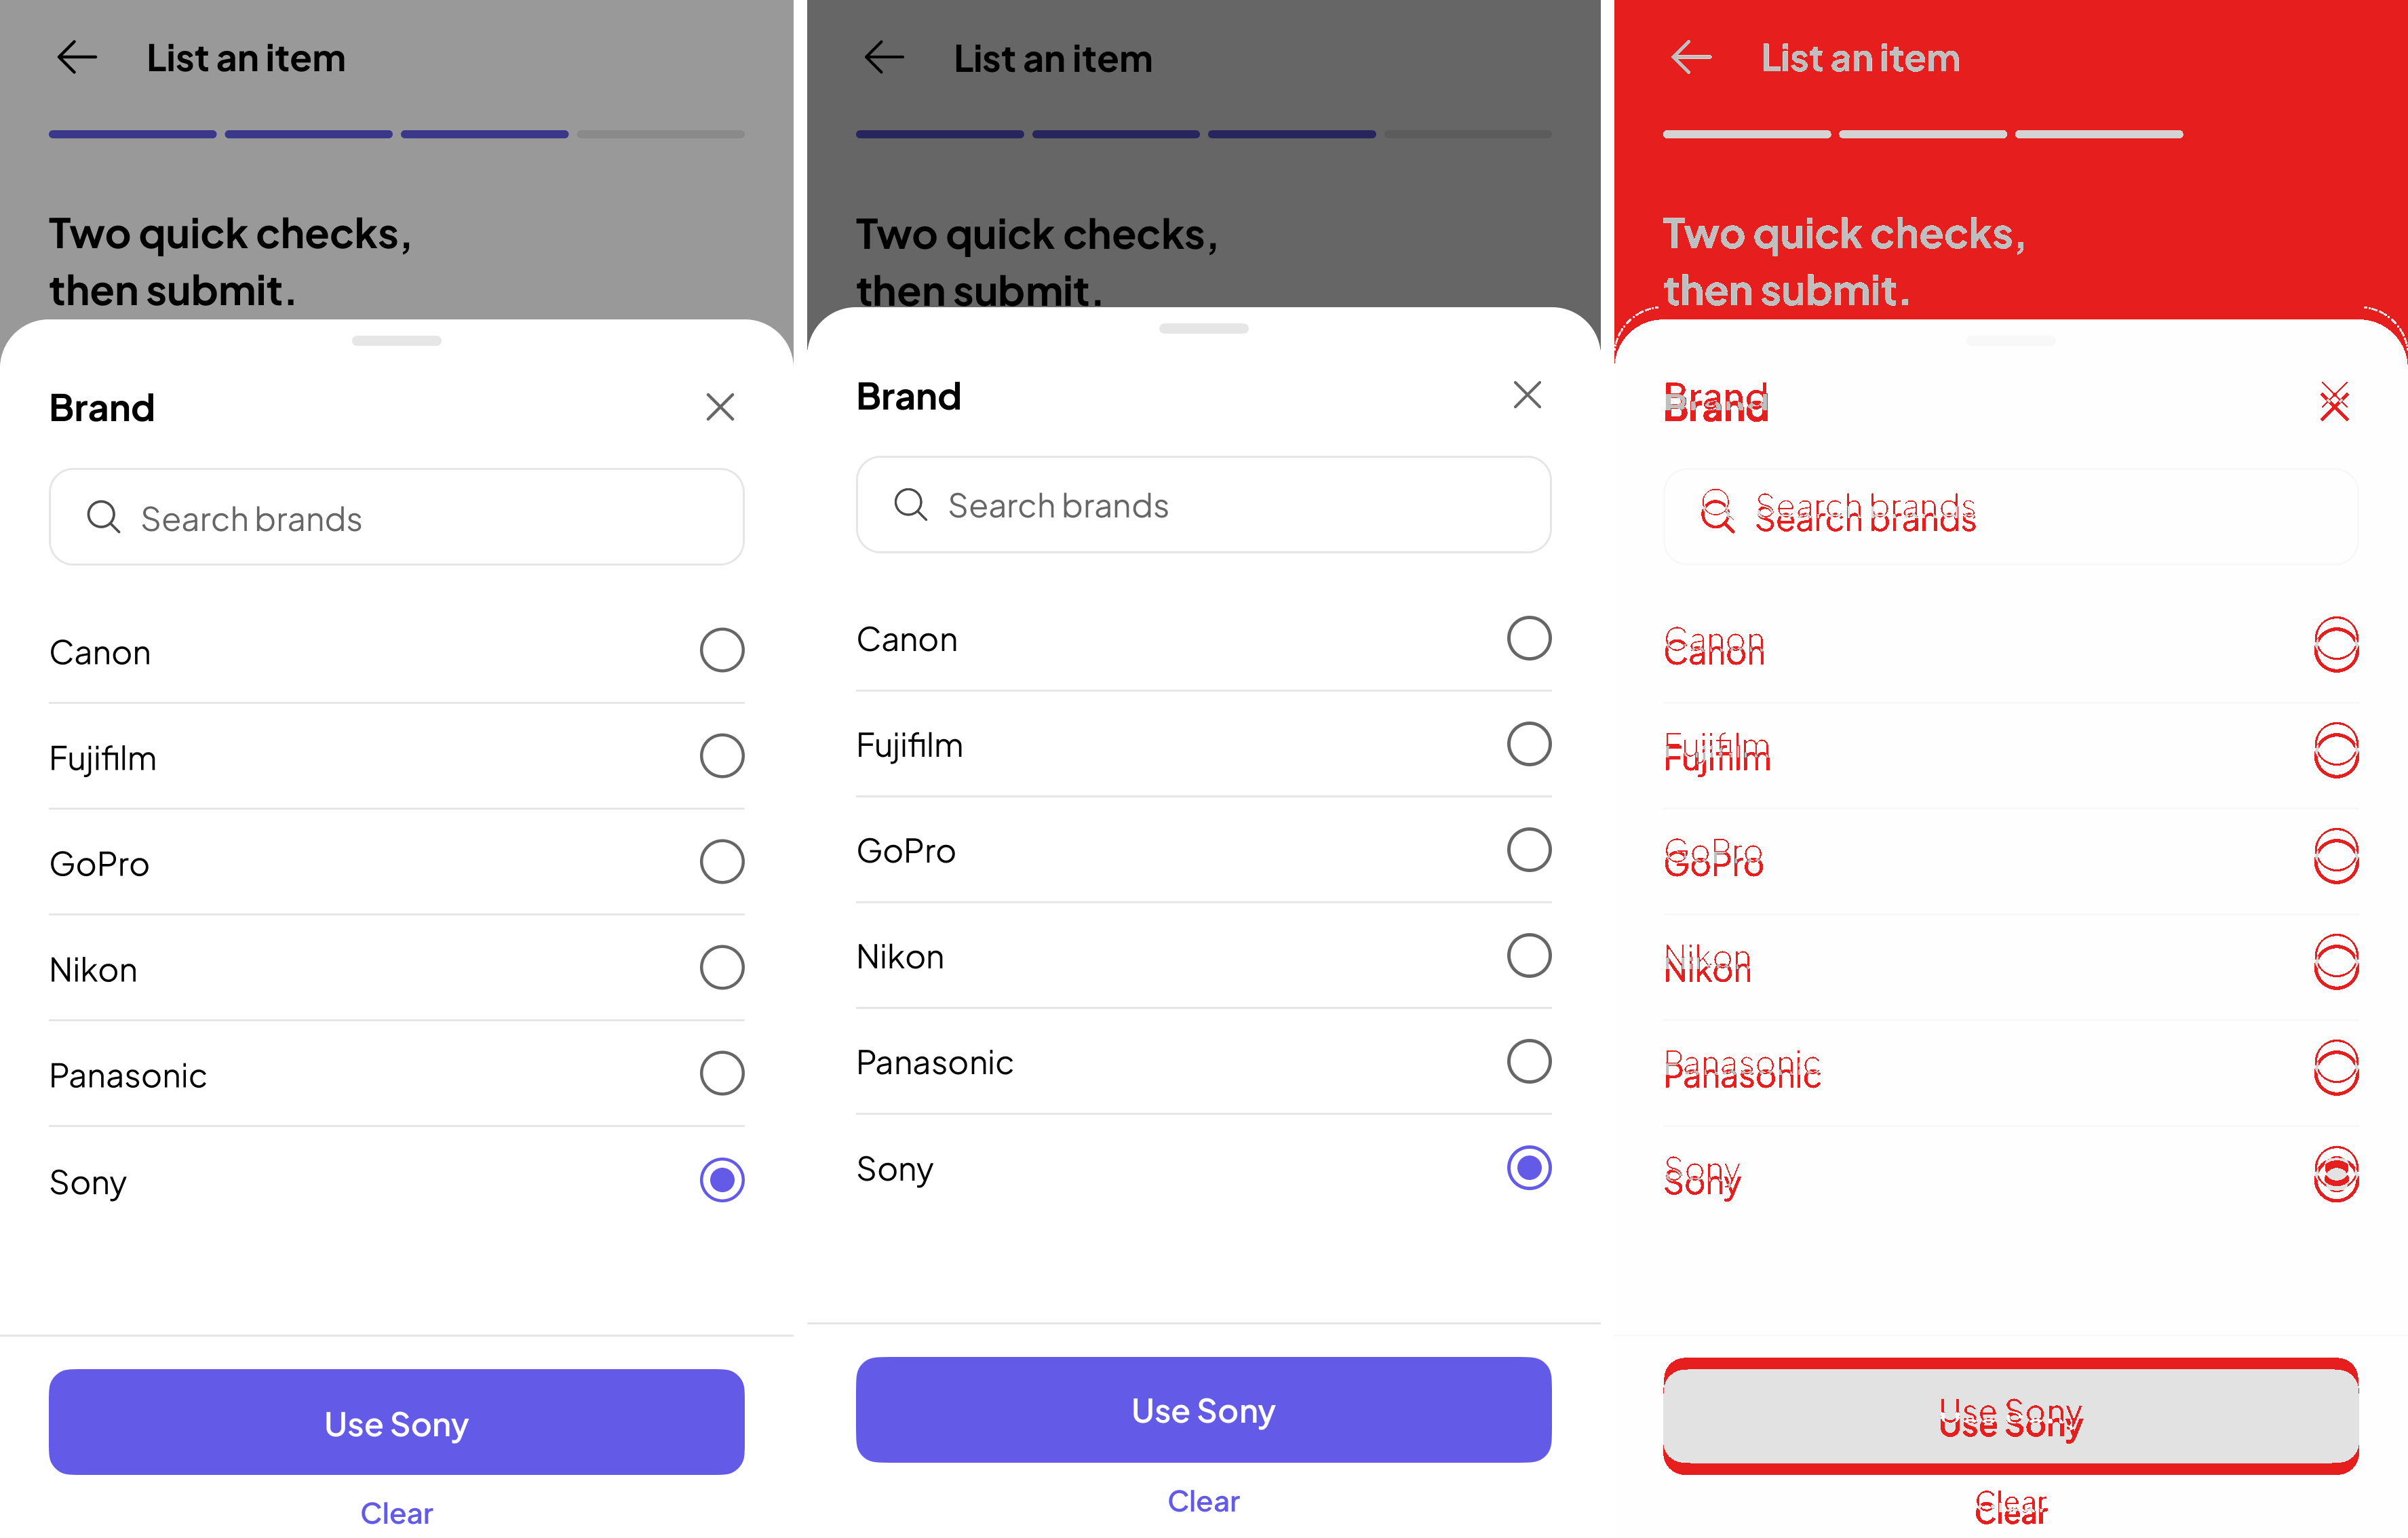 List an item
Two quick checks,
then submit.
Brand
Search brands
Canon
Fujifilm
GoPro
Nikon
Panasonic
Sony
Use Sony
Clear
List an item
Two quick checks,
then submit.
Brand
Search brands
Canon
Fujifilm
GoPro
Nikon
Panasonic
Sony
Use Sony
Clear
List an item
Two quick checks,
then submit.
Brand
Search brands
Canon
Fujifilm
GoPro
Nikon
Panasonic
Sony
Use Sony
Clear